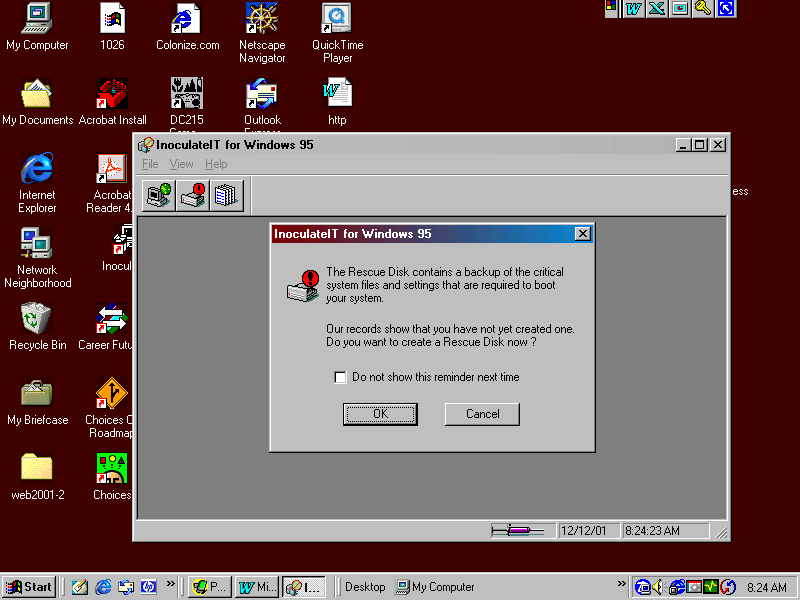 My Computer
1026
Colonize.com
Netscape
Navigator
QuickTime
Player
My Documents
Acrobat Install
DC215
Outlook
http
Internet
Explorer
Acrobat
Reader 4.
Network
Neighborhood
Inocul
Recycle Bin
Career Futu
My Briefcase
Choices C
Roadmap
web2001-2
Choices
ess
InoculateIT for Windows 95
File View Help
InoculateIT for Windows 95
The Rescue Disk contains a backup of the critical
system files and settings that are required to boot
your system.
Our records show that you have not yet created one.
Do you want to create a Rescue Disk now ?
Do not show this reminder next time
OK
Cancel
12/12/01
8:24:23 AM
Start
P...
Mi...
I...
Desktop
My Computer
8:24 AM